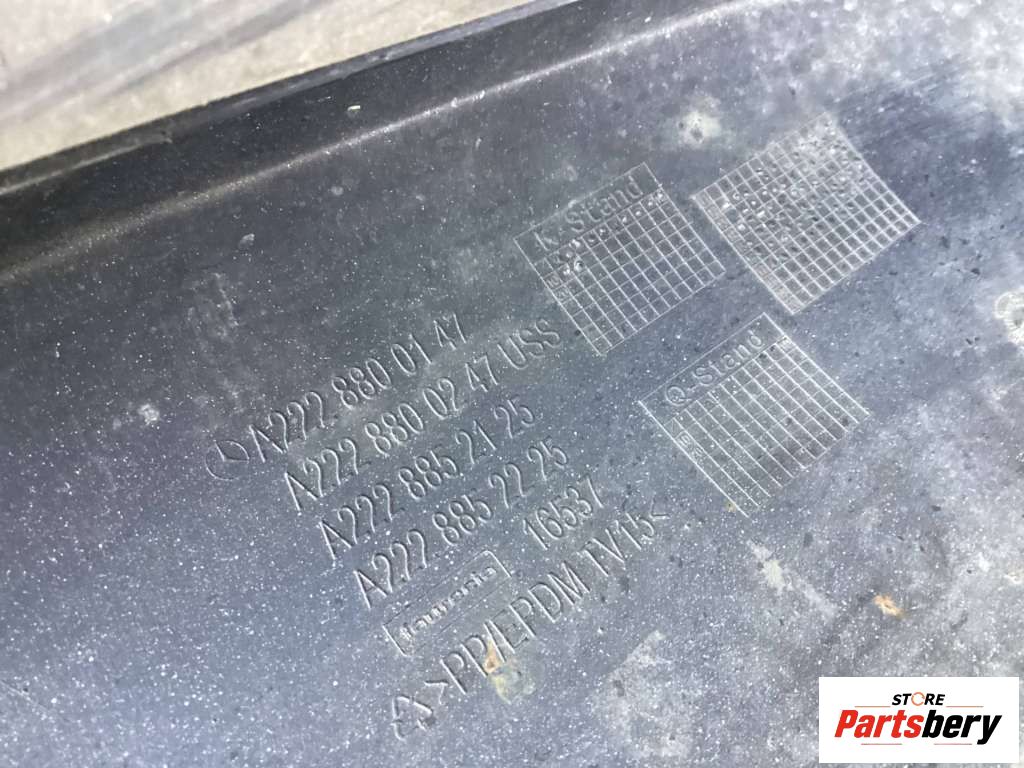 K-Stand
A222 880 01 47
A222 880 02 47 USS
A222 885 21 25
A222 885 22 25
16537
Q-Stand
>PP/EPDM TV15<
STORE
Partsbery